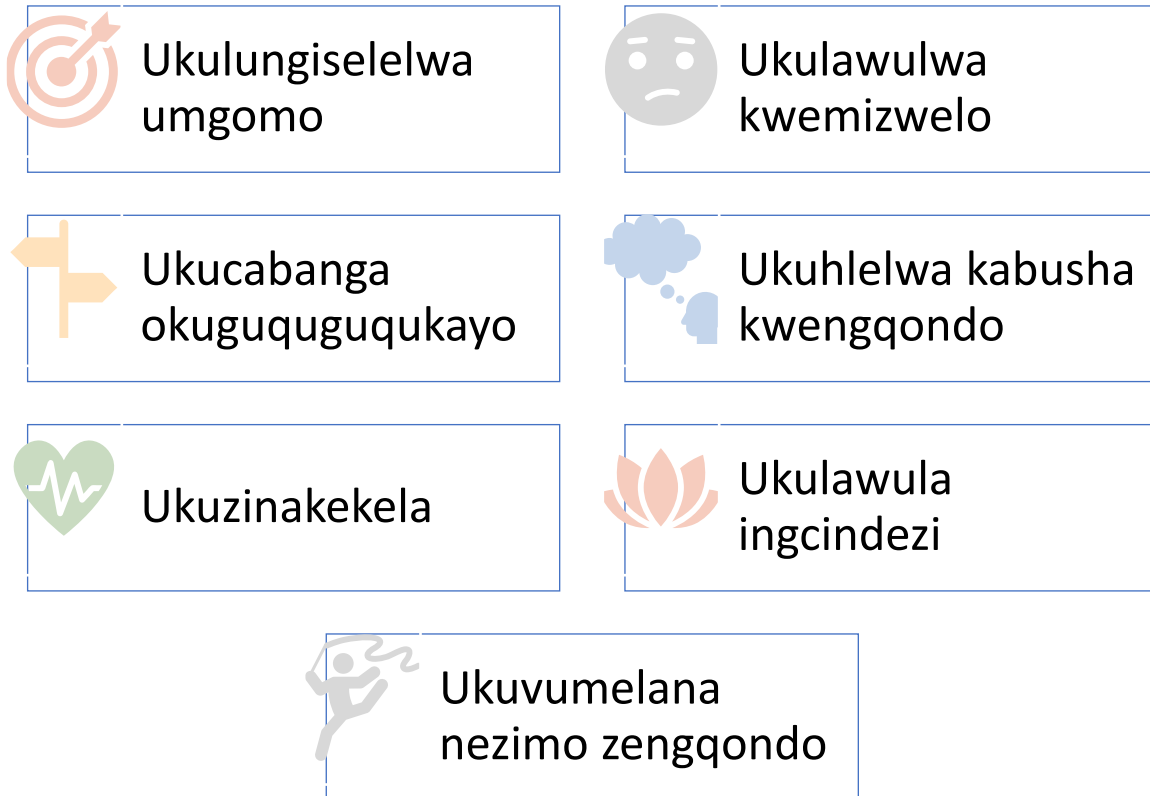 Ukulungiselelwa
umgomo
Ukulawulwa
kwemizwelo
Ukucabanga
okuguquguqukayo
Ukuhlelwa kabusha
kwengqondo
Ukuzinakekela
Ukulawula
ingcindezi
Ukuvumelana
nezimo zengqondo